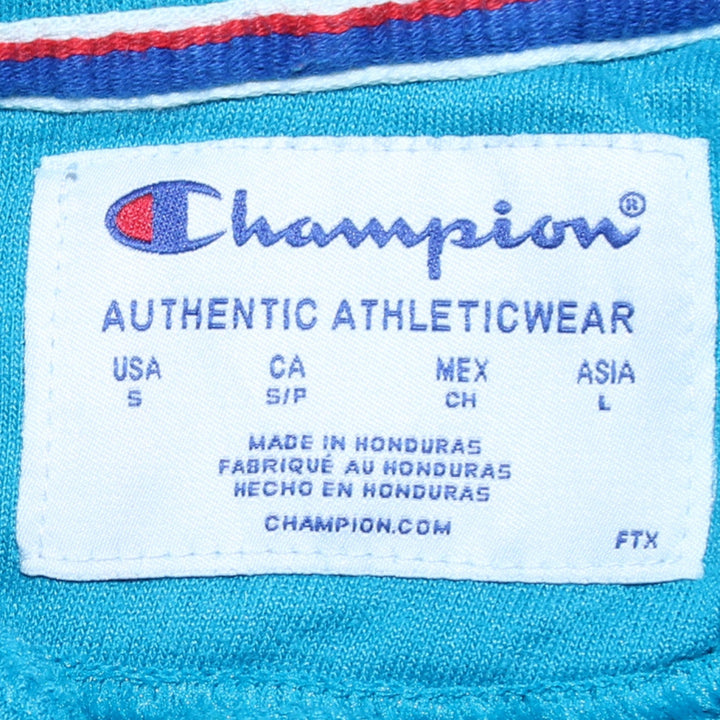 Champion®
AUTHENTIC ATHLETICWEAR
USA CA MEX ASIA
S S/P CH L
MADE IN HONDURAS
FABRIQUÉ AU HONDURAS
HECHO EN HONDURAS
CHAMPION.COM
FTX